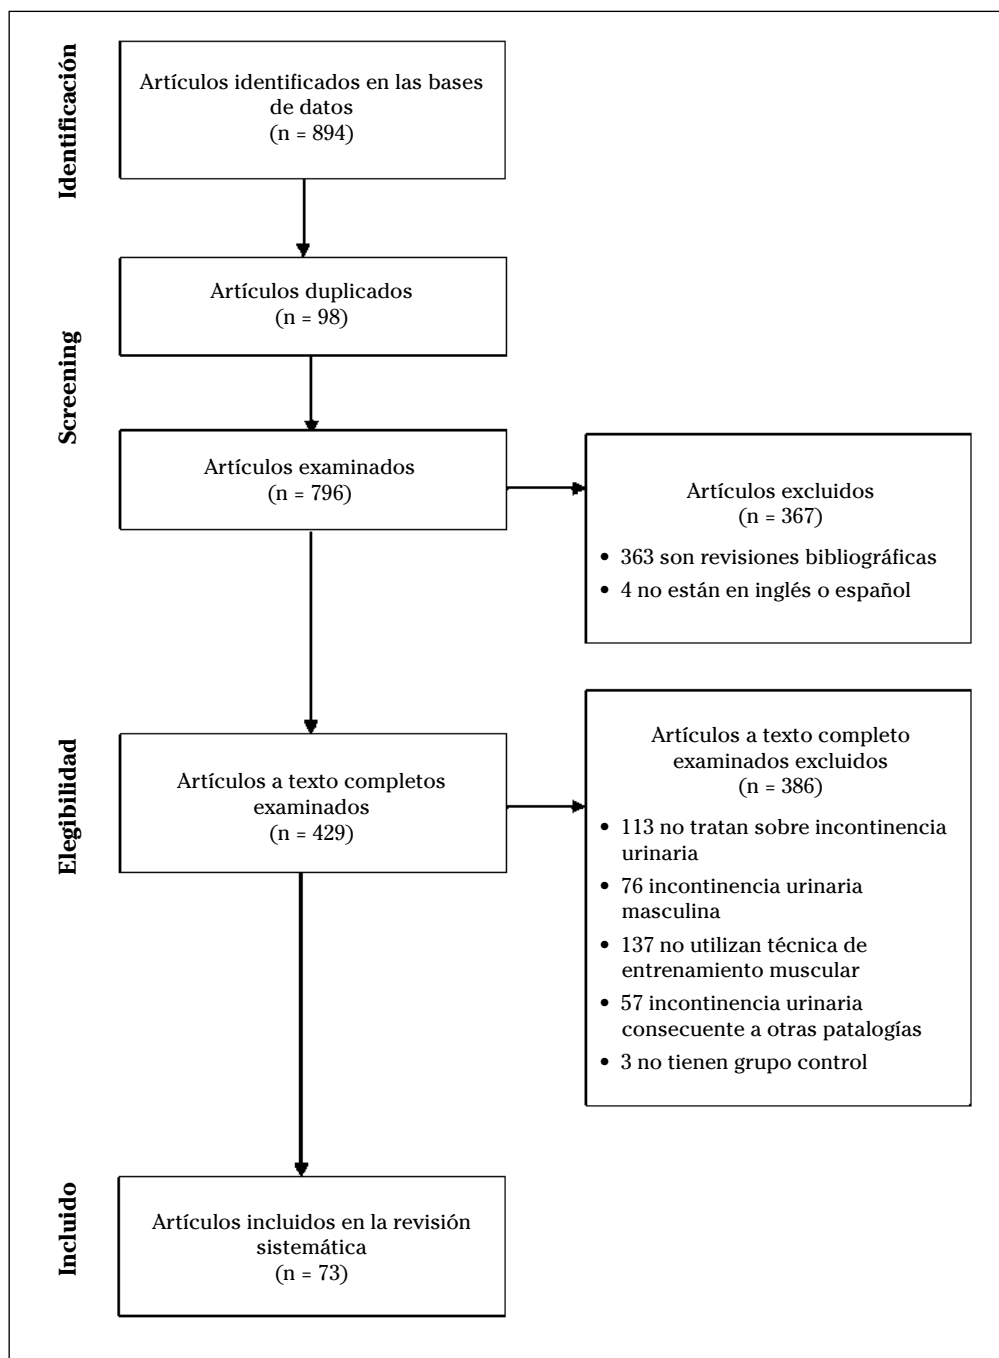 Identificación
Artículos identificados en las bases
de datos
(n = 894)
Screening
Artículos duplicados
(n = 98)
Artículos examinados
(n = 796)
Artículos excluidos
(n = 367)
• 363 son revisiones bibliográficas
• 4 no están en inglés o español
Elegibilidad
Artículos a texto completos
examinados
(n = 429)
Artículos a texto completo
examinados excluidos
(n = 386)
• 113 no tratan sobre incontinencia
urinaria
• 76 incontinencia urinaria
masculina
• 137 no utilizan técnica de
entrenamiento muscular
• 57 incontinencia urinaria
consecuente a otras patalogías
• 3 no tienen grupo control
Incluido
Artículos incluidos en la revisión
sistemática
(n = 73)